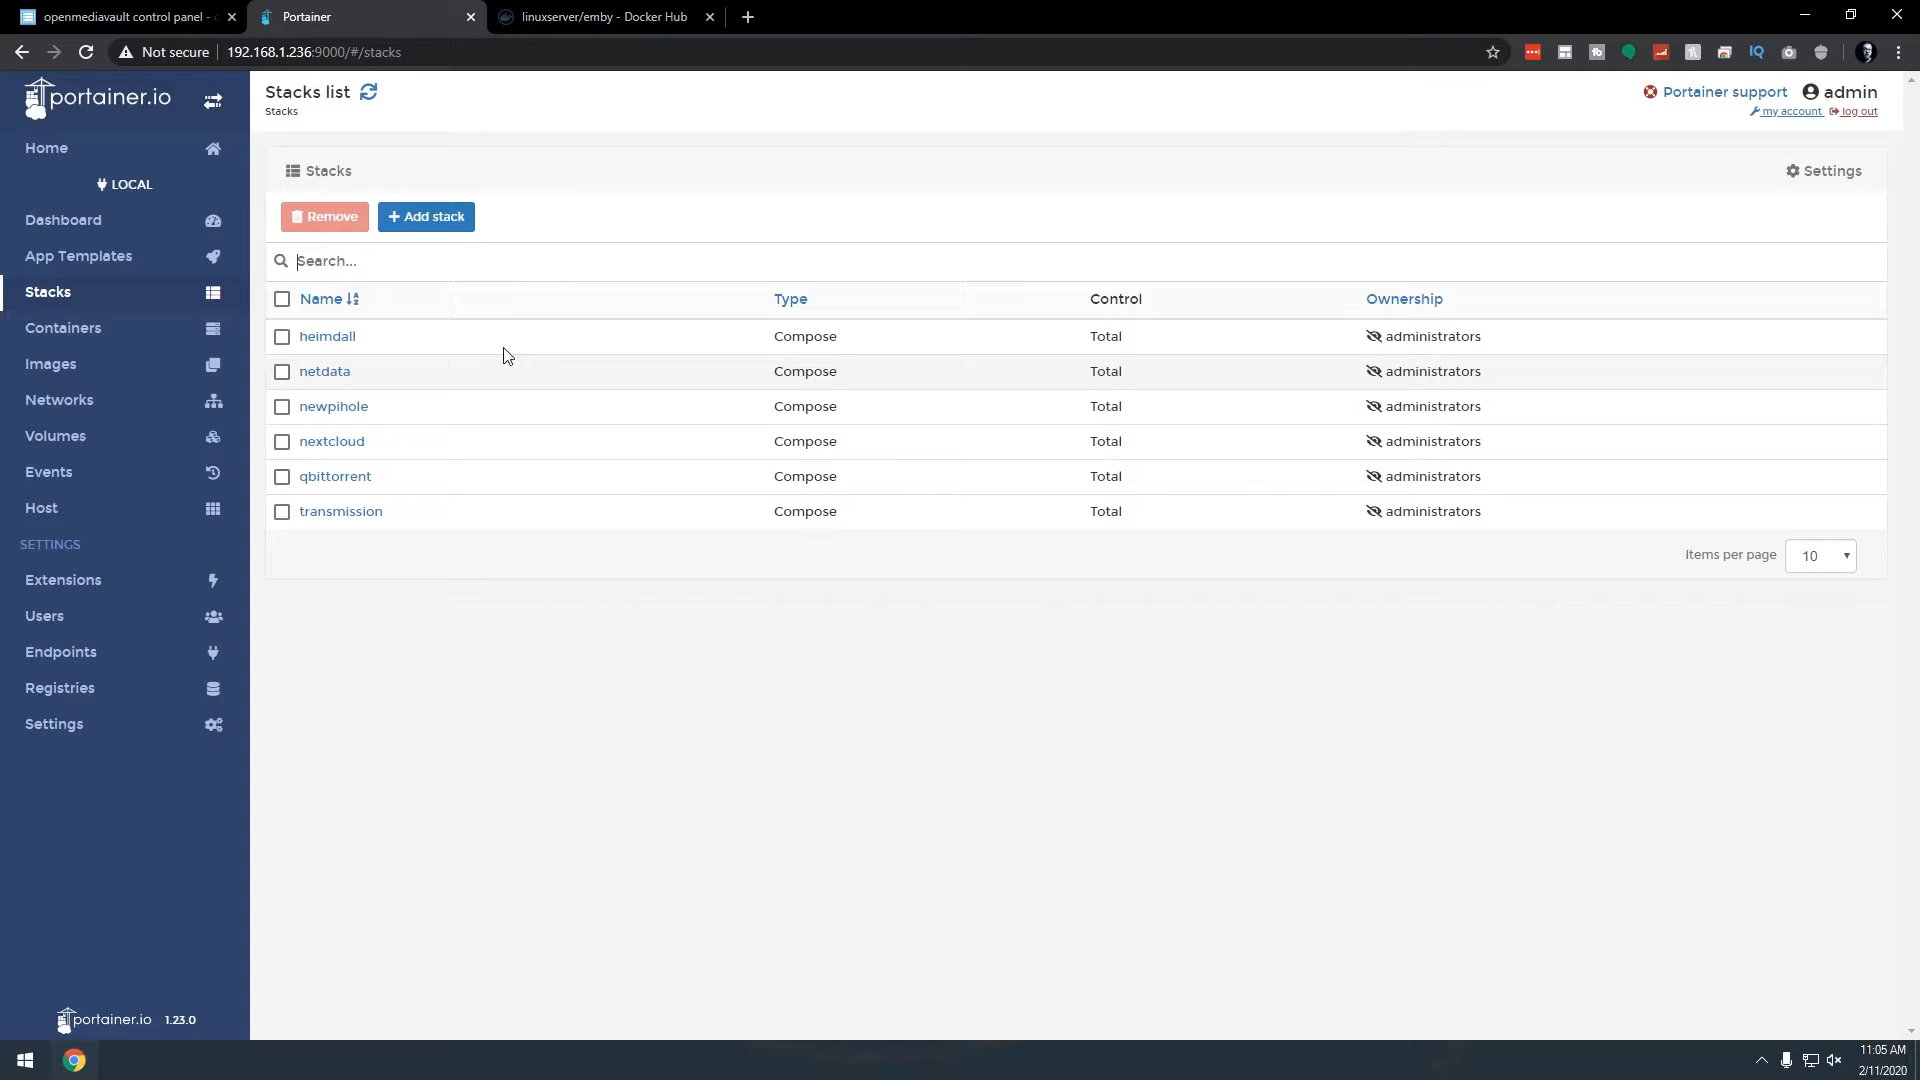 openmediavault control panel -
Portainer
linuxserver/emby - Docker Hub
Not secure
192.168.1.236:9000/#/stacks
portainer.io
Home
LOCAL
Dashboard
App Templates
Stacks
Containers
Images
Networks
Volumes
Events
Host
SETTINGS
Extensions
Users
Endpoints
Registries
Settings
portainer.io 1.23.0
Stacks list
Stacks
Portainer support admin
my account log out
Stacks
Settings
Remove
+ Add stack
Search...
Name Type Control Ownership
heimdall Compose Total administrators
netdata Compose Total administrators
newpihole Compose Total administrators
nextcloud Compose Total administrators
qbittorrent Compose Total administrators
transmission Compose Total administrators
Items per page 10
11:05 AM
2/11/2020